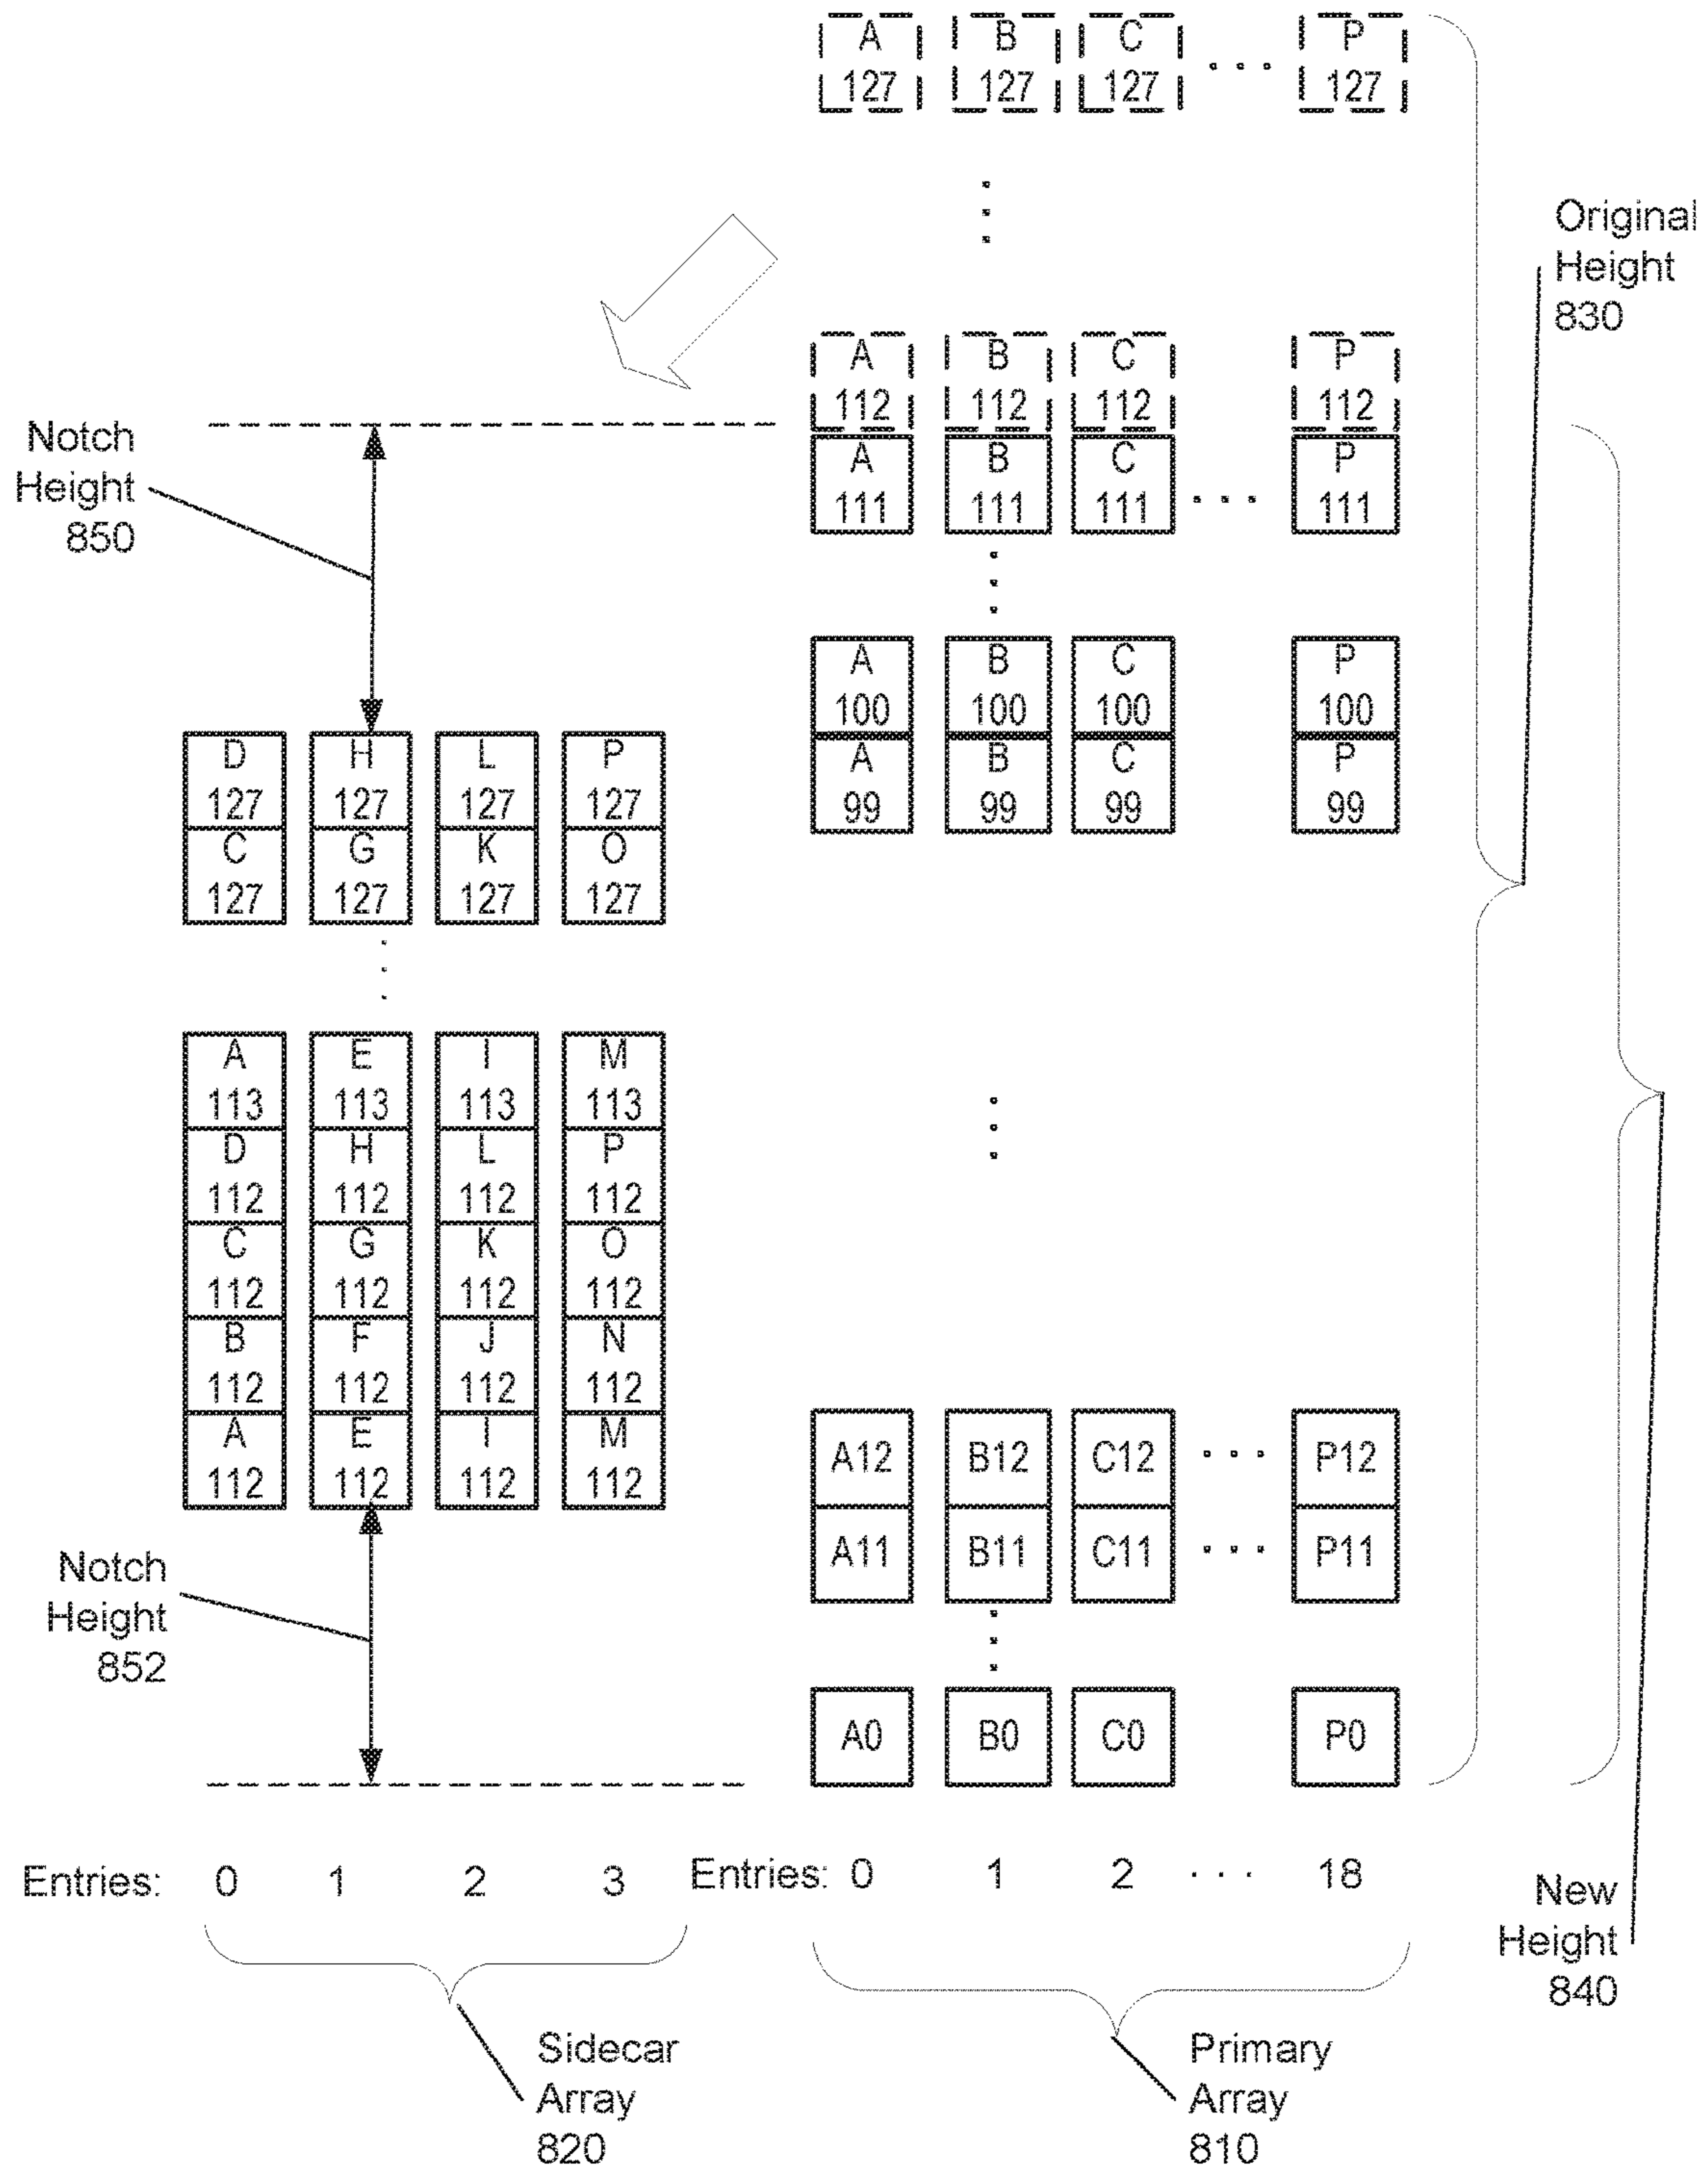 A B C P
127 127 127 . . . 127
Original
Height
830
A B C P
112 112 112 112
Notch
Height
850
A B C P
111 111 111 . . . 111
A B C P
100 100 100 100
A B C P
99 99 99 99
D H L P
127 127 127 127
C G K O
127 127 127 127
A E I M
113 113 113 113
D H L P
112 112 112 112
C G K O
112 112 112 112
B F J N
112 112 112 112
A E I M
112 112 112 112
A12 B12 C12 . . . P12
A11 B11 C11 . . . P11
Notch
Height
852
A0 B0 C0 P0
Entries: 0 1 2 3
Entries: 0 1 2 . . . 18
New
Height
840
Sidecar
Array
820
Primary
Array
810